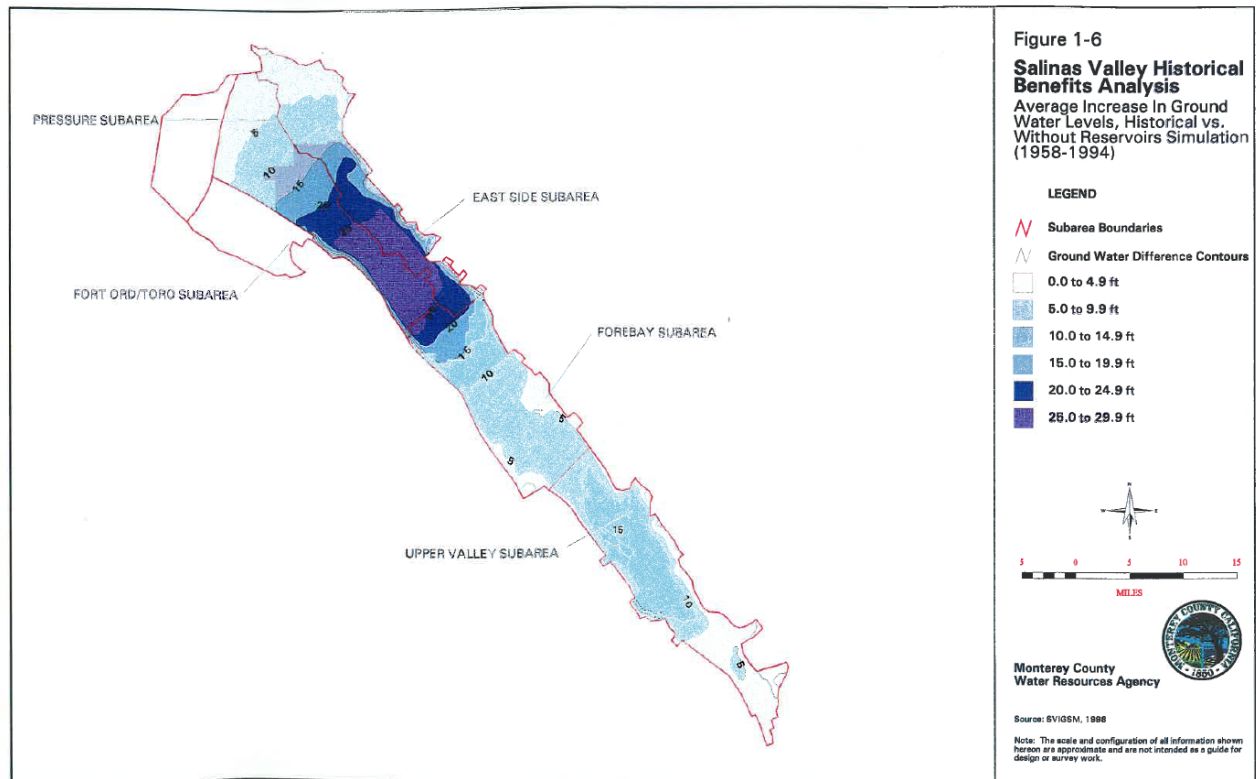 Figure 1-6
Salinas Valley Historical
Benefits Analysis
Average Increase In Ground
Water Levels, Historical vs.
Without Reservoirs Simulation
(1958-1994)
LEGEND
Subarea Boundaries
Ground Water Difference Contours
0.0 to 4.9 ft
5.0 to 9.9 ft
10.0 to 14.9 ft
15.0 to 19.9 ft
20.0 to 24.9 ft
25.0 to 29.9 ft
PRESSURE SUBAREA
5
10
15
EAST SIDE SUBAREA
FORT ORD/TORO SUBAREA
20
15
FOREBAY SUBAREA
10
5
5
15
UPPER VALLEY SUBAREA
10
5
N
W E
S
5 0 5 10 15
MILES
MONTEREY COUNTY CALIFORNIA
1850
Monterey County
Water Resources Agency
Source: SVIGSM, 1998
Note: The scale and configuration of all information shown
hereon are approximate and are not intended as a guide for
design or survey work.